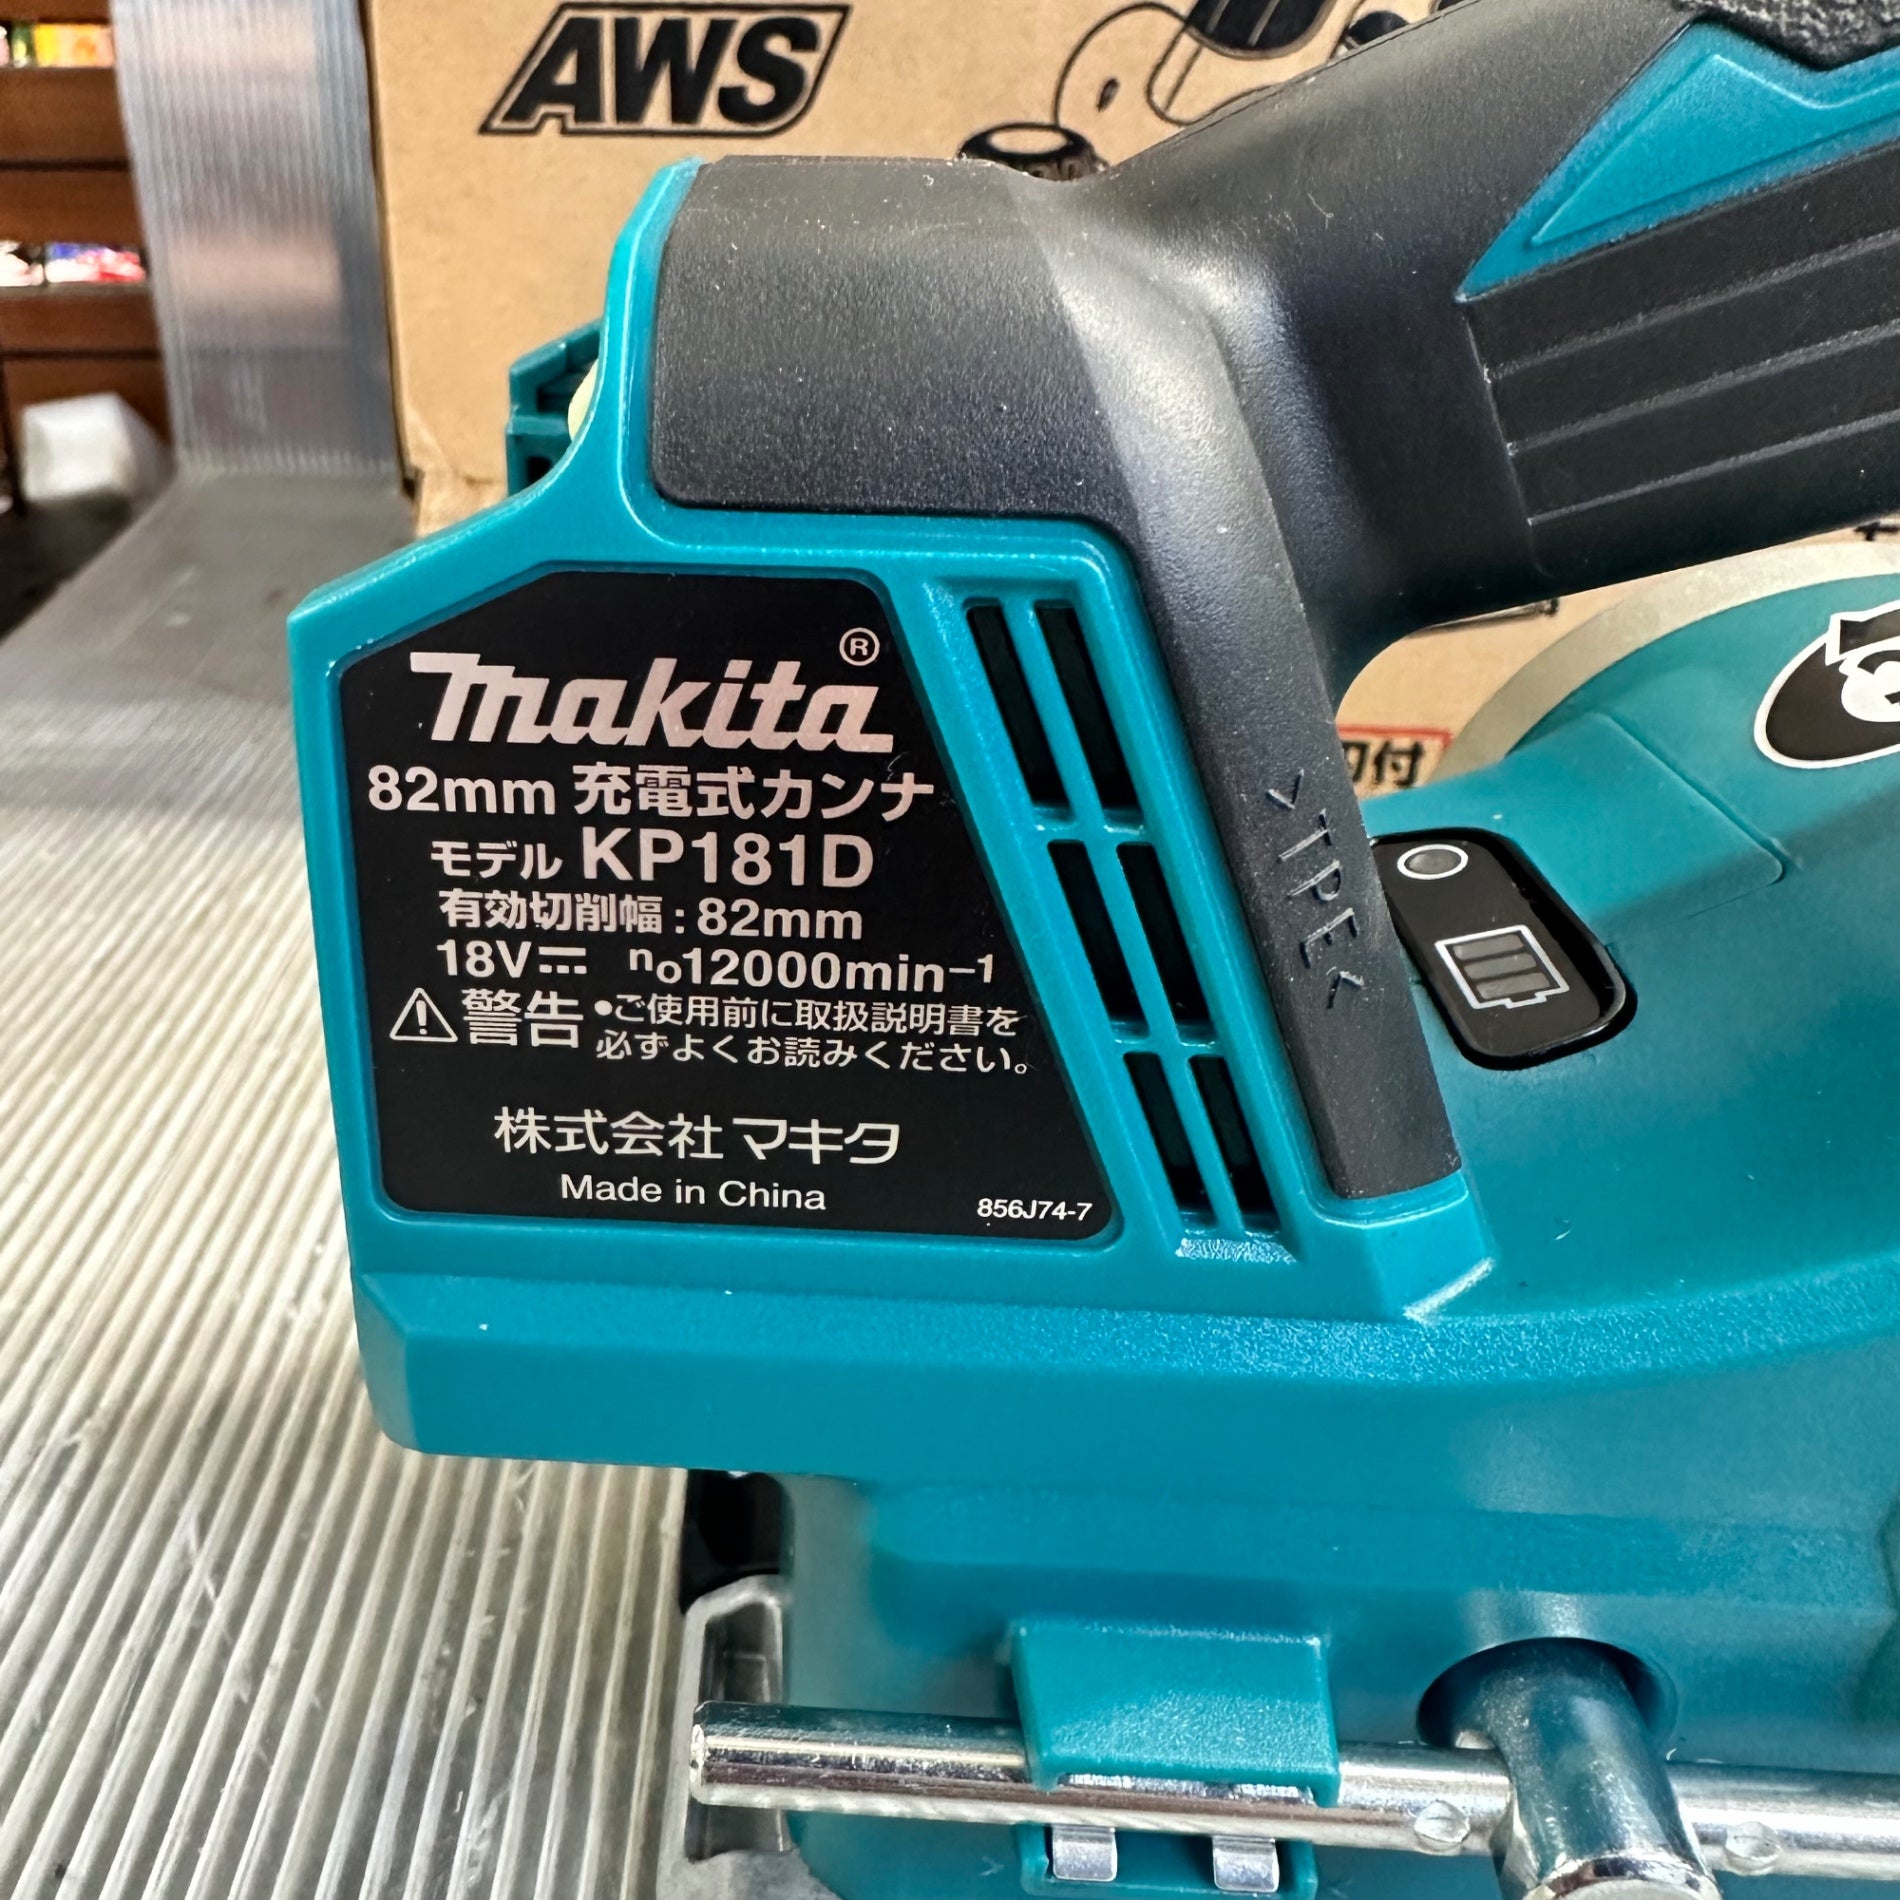 AWS
makita®
82mm 充電式カンナ
モデル KP181D
有効切削幅：82mm
18V⎓ n₀12000min⁻¹
⚠警告 •ご使用前に取扱説明書を
必ずよくお読みください。
株式会社マキタ
Made in China
856J74-7
>TPE<
付